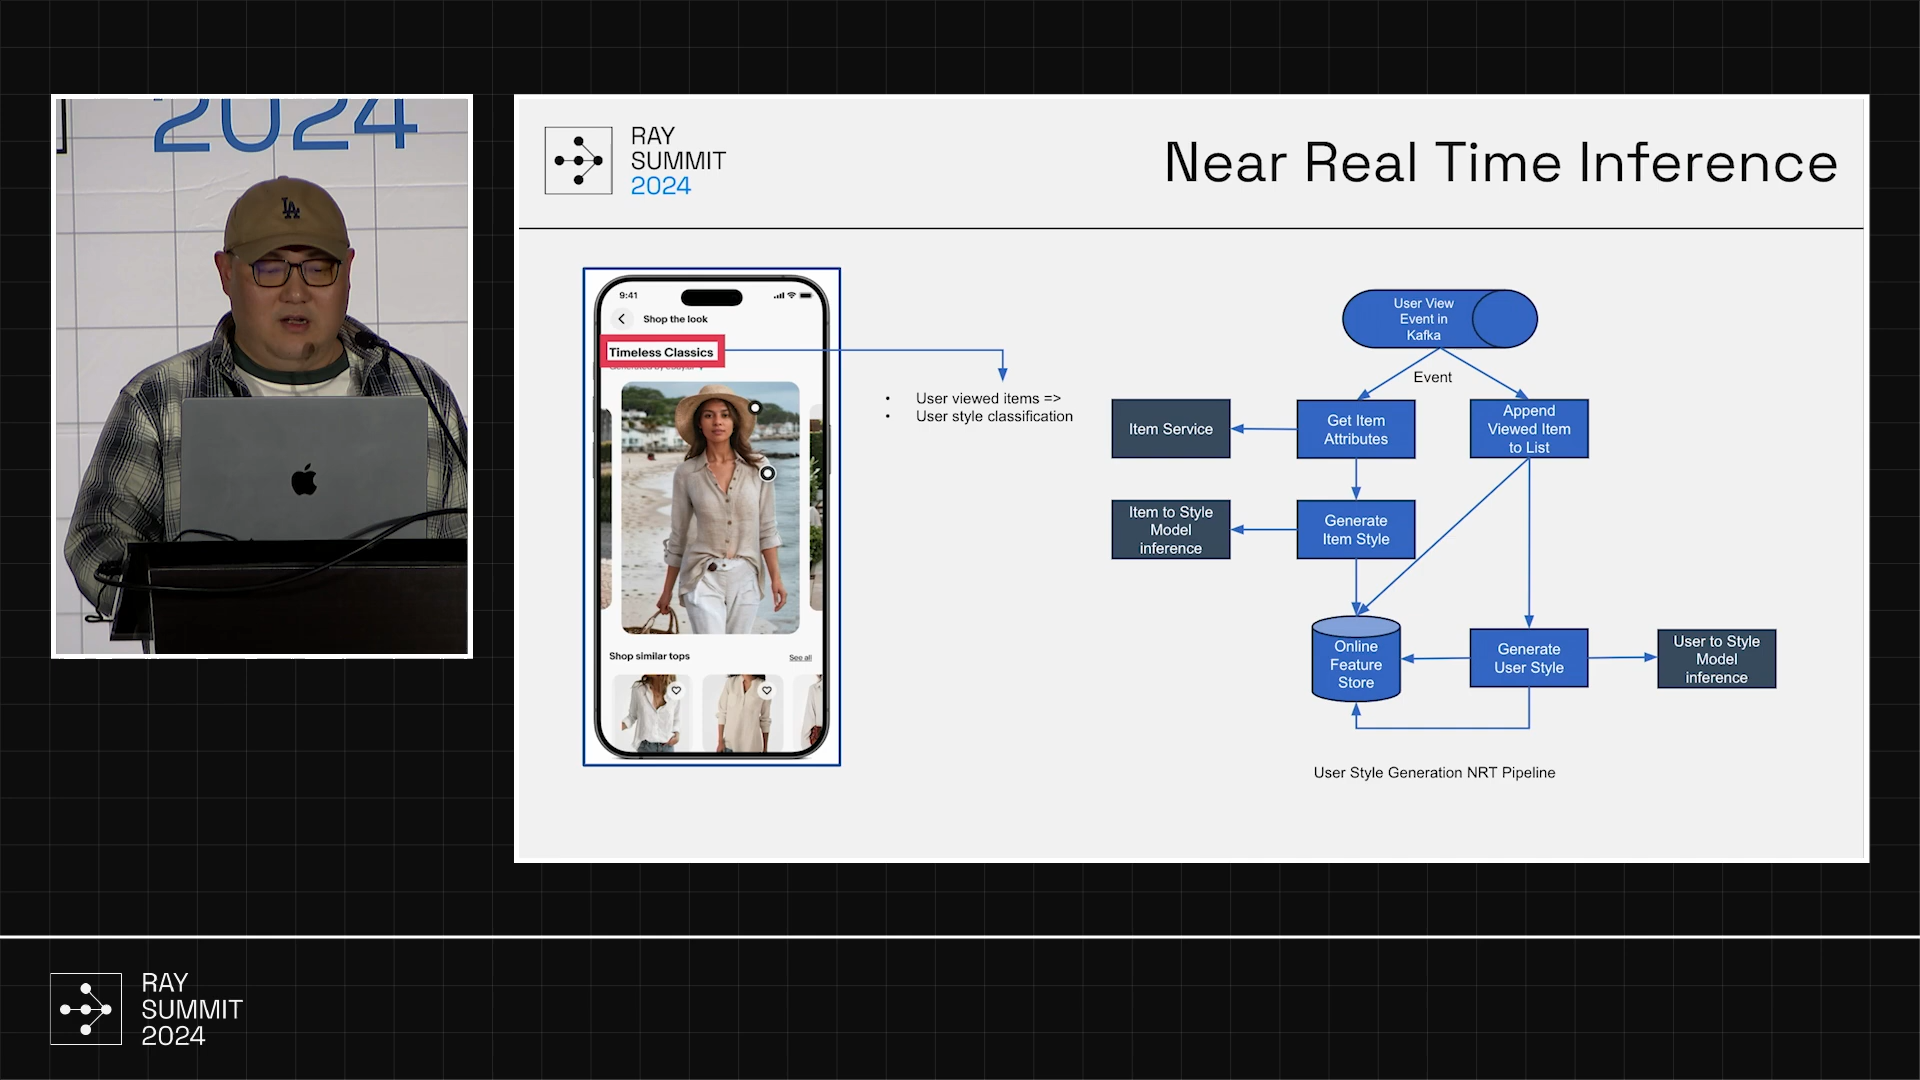 2024
LA
RAY
SUMMIT
2024
Near Real Time Inference
9:41
Shop the look
Timeless Classics
Shop similar tops
See all
• User viewed items =>
• User style classification
User View
Event in
Kafka
Event
Item Service
Get Item
Attributes
Append
Viewed Item
to List
Item to Style
Model
inference
Generate
Item Style
Online
Feature
Store
Generate
User Style
User to Style
Model
inference
User Style Generation NRT Pipeline
RAY
SUMMIT
2024